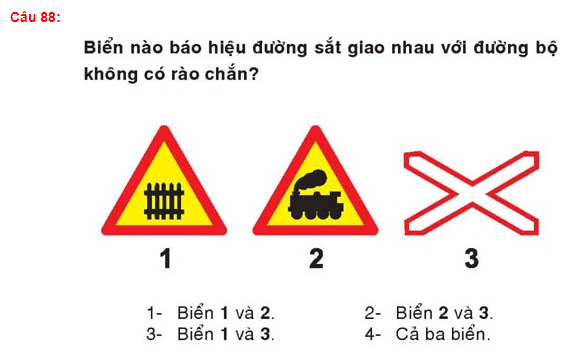 Câu 88:
Biển nào báo hiệu đường sắt giao nhau với đường bộ
không có rào chắn?
1 2 3
1- Biển 1 và 2. 2- Biển 2 và 3.
3- Biển 1 và 3. 4- Cả ba biển.